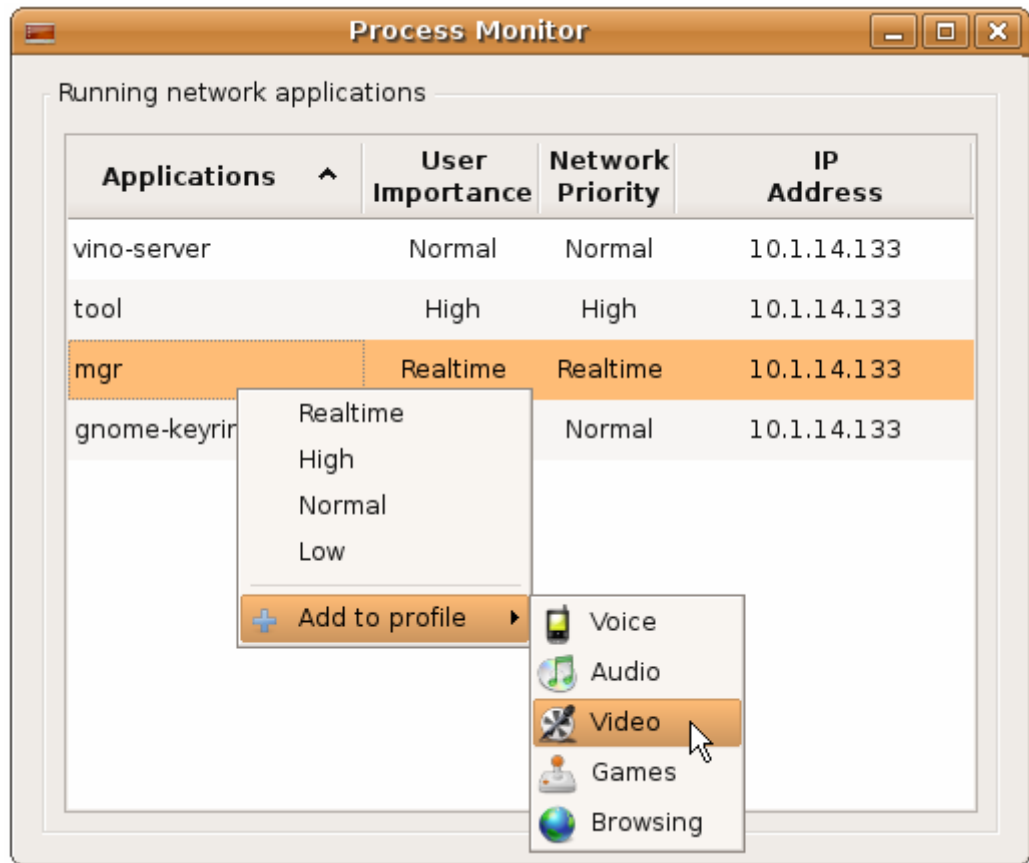 Process Monitor
Running network applications
Applications User Importance Network Priority IP Address
vino-server Normal Normal 10.1.14.133
tool High High 10.1.14.133
mgr Realtime Realtime 10.1.14.133
gnome-keyrin Normal 10.1.14.133
Realtime
High
Normal
Low
Add to profile
Voice
Audio
Video
Games
Browsing